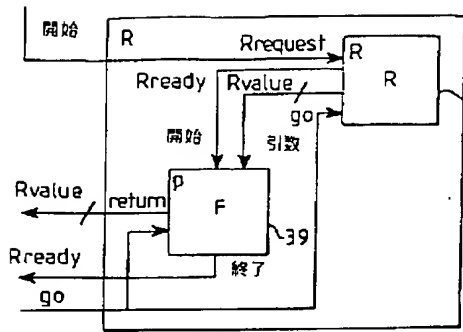 開始
R
Rrequest
R
R
Rready
Rvalue
go
開始
引数
p
F
Rvalue
return
39
Rready
終了
go